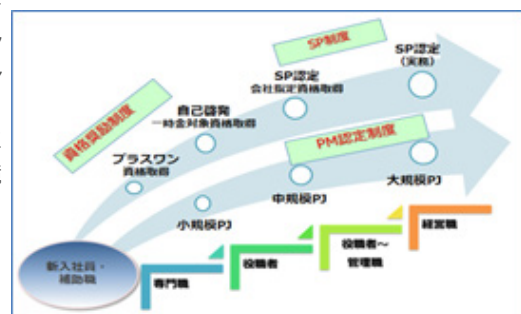 SP制度
SP認定
(実務)
SP認定
会社指定資格取得
自己啓発
一時金対象資格取得
資格奨励制度
プラスワン
資格取得
PM認定制度
大規模PJ
中規模PJ
小規模PJ
経営職
役職者～
管理職
役職者
専門職
新入社員・
補助職